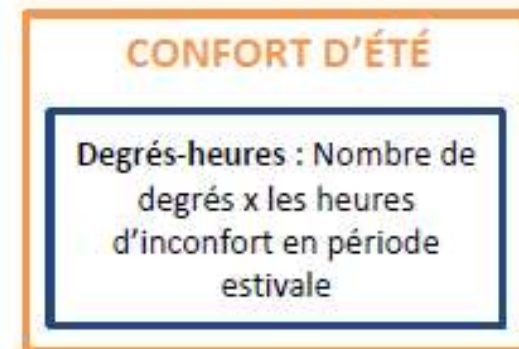 CONFORT D'ÉTÉ
Degrés-heures : Nombre de
degrés x les heures
d'inconfort en période
estivale